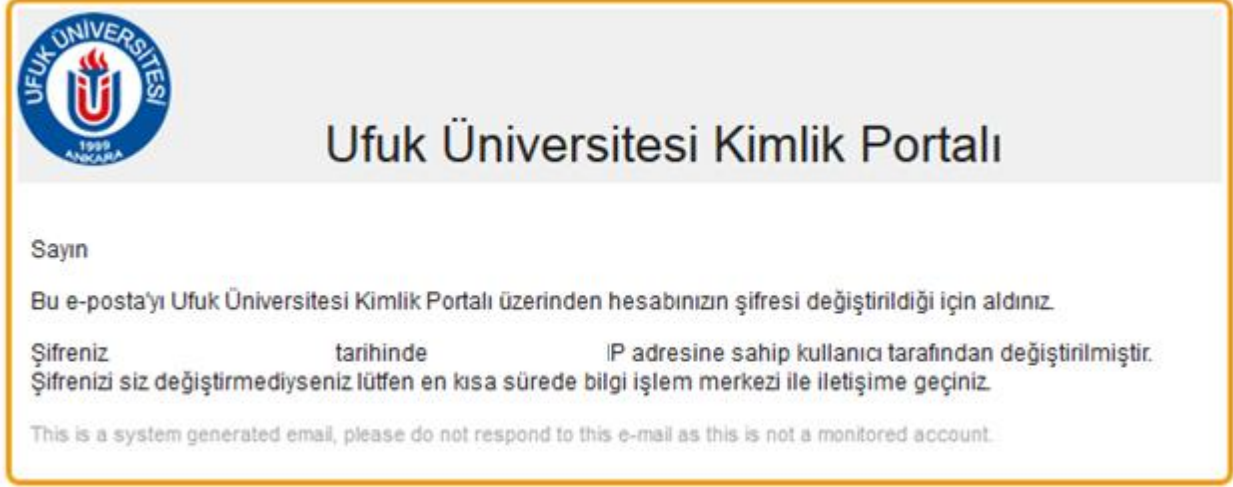 UFUK ÜNİVERSİTESİ
1999
ANKARA
Ufuk Üniversitesi Kimlik Portalı
Sayın
Bu e-posta'yı Ufuk Üniversitesi Kimlik Portalı üzerinden hesabınızın şifresi değiştirildiği için aldınız.
Şifreniz tarihinde IP adresine sahip kullanıcı tarafından değiştirilmiştir.
Şifrenizi siz değiştirmediyseniz lütfen en kısa sürede bilgi işlem merkezi ile iletişime geçiniz.
This is a system generated email, please do not respond to this e-mail as this is not a monitored account.